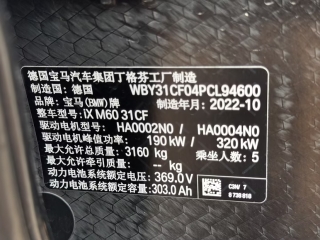 德国宝马汽车集团丁格芬工厂制造
制造国: 德国 WBY31CF04PCL94600
品牌: 宝马(BMW)牌 制造年月: 2022-10
整车型号: iX M60 31CF
驱动电机型号: HA0002N0 / HA0004N0
驱动电机峰值功率: 190 kW / 320 kW
最大允许总质量: 3160 kg 乘坐人数: 5
最大允许牵引质量: -- kg
动力电池系统额定电压: 369.0 V
动力电池系统额定容量: 303.0 Ah